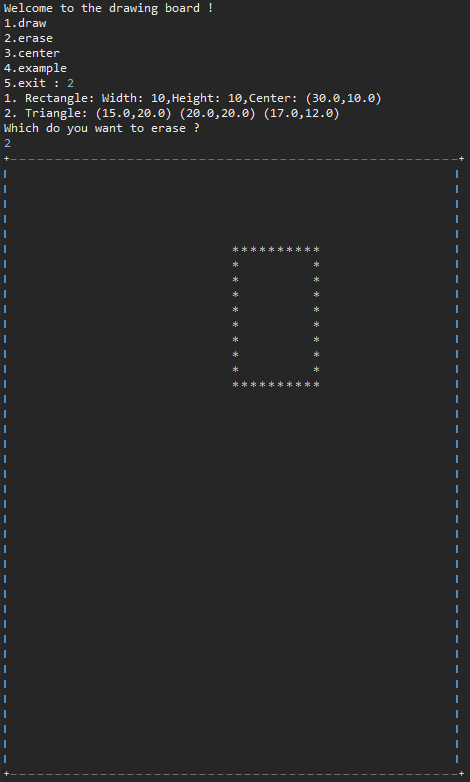 Welcome to the drawing board !
1.draw
2.erase
3.center
4.example
5.exit : 2
1. Rectangle: Width: 10,Height: 10,Center: (30.0,10.0)
2. Triangle: (15.0,20.0) (20.0,20.0) (17.0,12.0)
Which do you want to erase ?
2